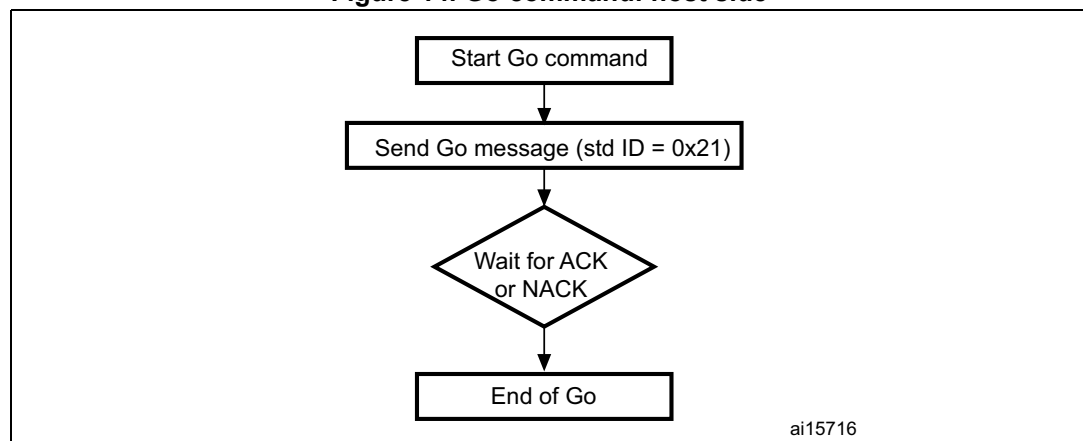 Start Go command
Send Go message (std ID = 0x21)
Wait for ACK
or NACK
End of Go
ai15716